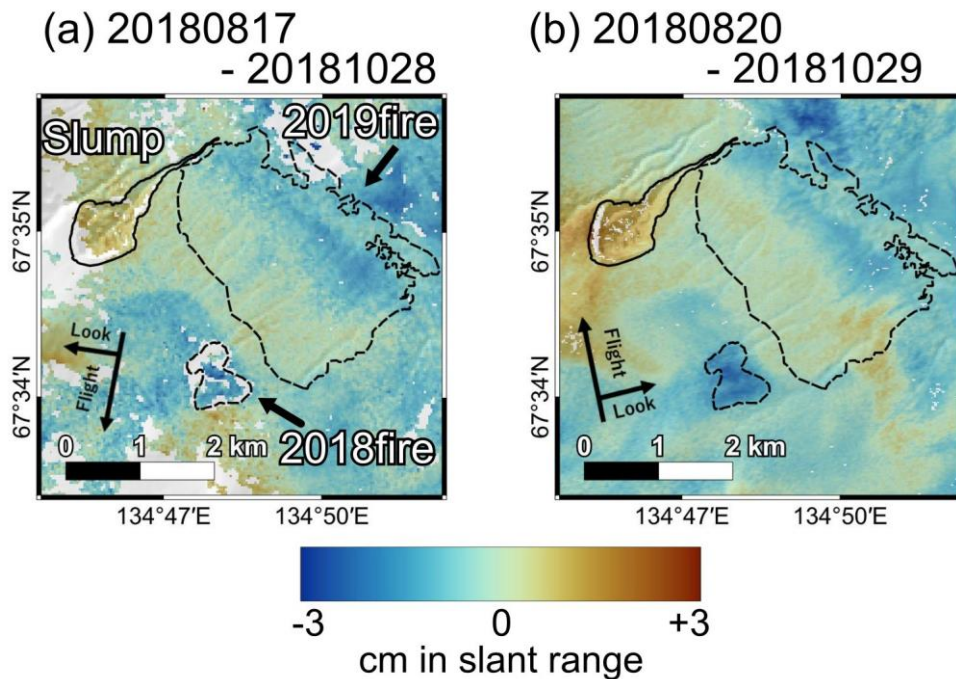 (a) 20180817
- 20181028
(b) 20180820
- 20181029
Slump
2019fire
67°35'N
67°34'N
Look
Flight
2018fire
0 1 2 km
134°47'E 134°50'E
67°35'N
67°34'N
Flight
Look
0 1 2 km
134°47'E 134°50'E
-3 0 +3
cm in slant range